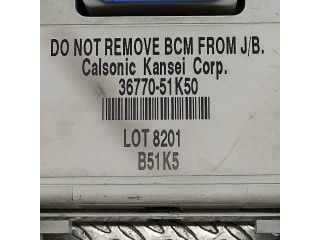 DO NOT REMOVE BCM FROM J/B.
Calsonic Kansei Corp.
36770-51K50
LOT 8201
B51K5